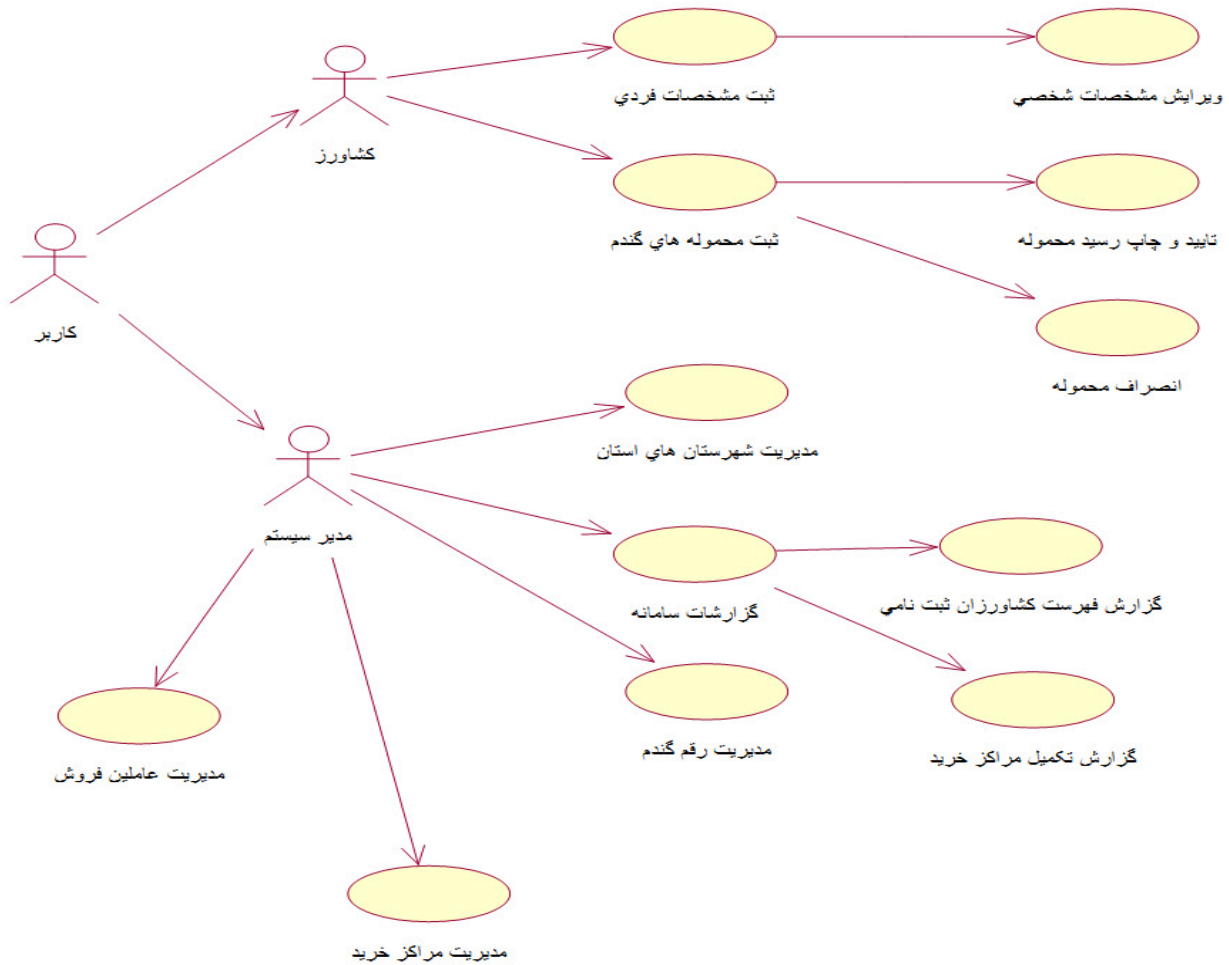 ثبت مشخصات فردي
ويرايش مشخصات شخصي
کشاورز
ثبت محموله هاي گندم
تاييد و چاپ رسيد محموله
کاربر
انصراف محموله
مديريت شهرستان هاي استان
مدير سيستم
گزارشات سامانه
گزارش فهرست کشاورزان ثبت نامي
مديريت رقم گندم
گزارش تکميل مراکز خريد
مديريت عاملين فروش
مديريت مراکز خريد